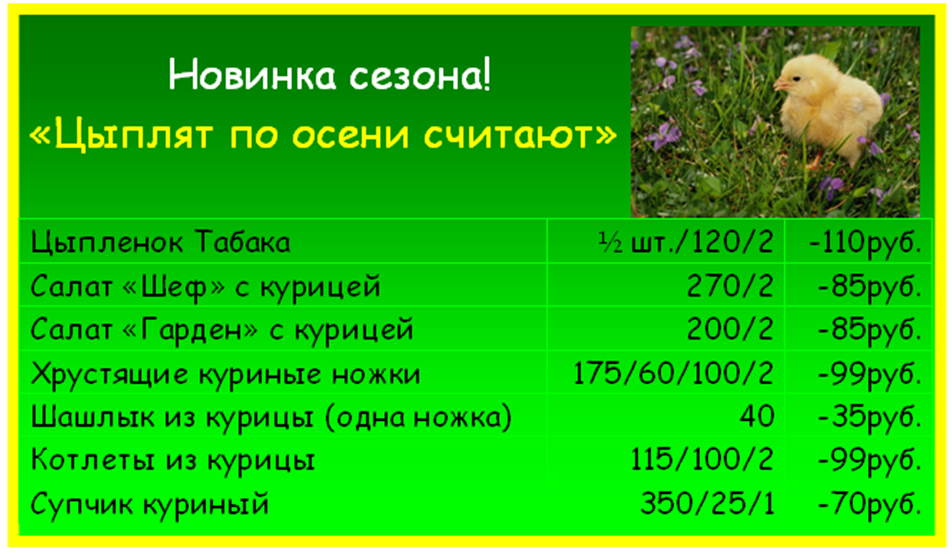 Новинка сезона!
«Цыплят по осени считают»
Цыпленок Табака ½ шт./120/2 -110руб.
Салат «Шеф» с курицей 270/2 -85руб.
Салат «Гарден» с курицей 200/2 -85руб.
Хрустящие куриные ножки 175/60/100/2 -99руб.
Шашлык из курицы (одна ножка) 40 -35руб.
Котлеты из курицы 115/100/2 -99руб.
Супчик куриный 350/25/1 -70руб.